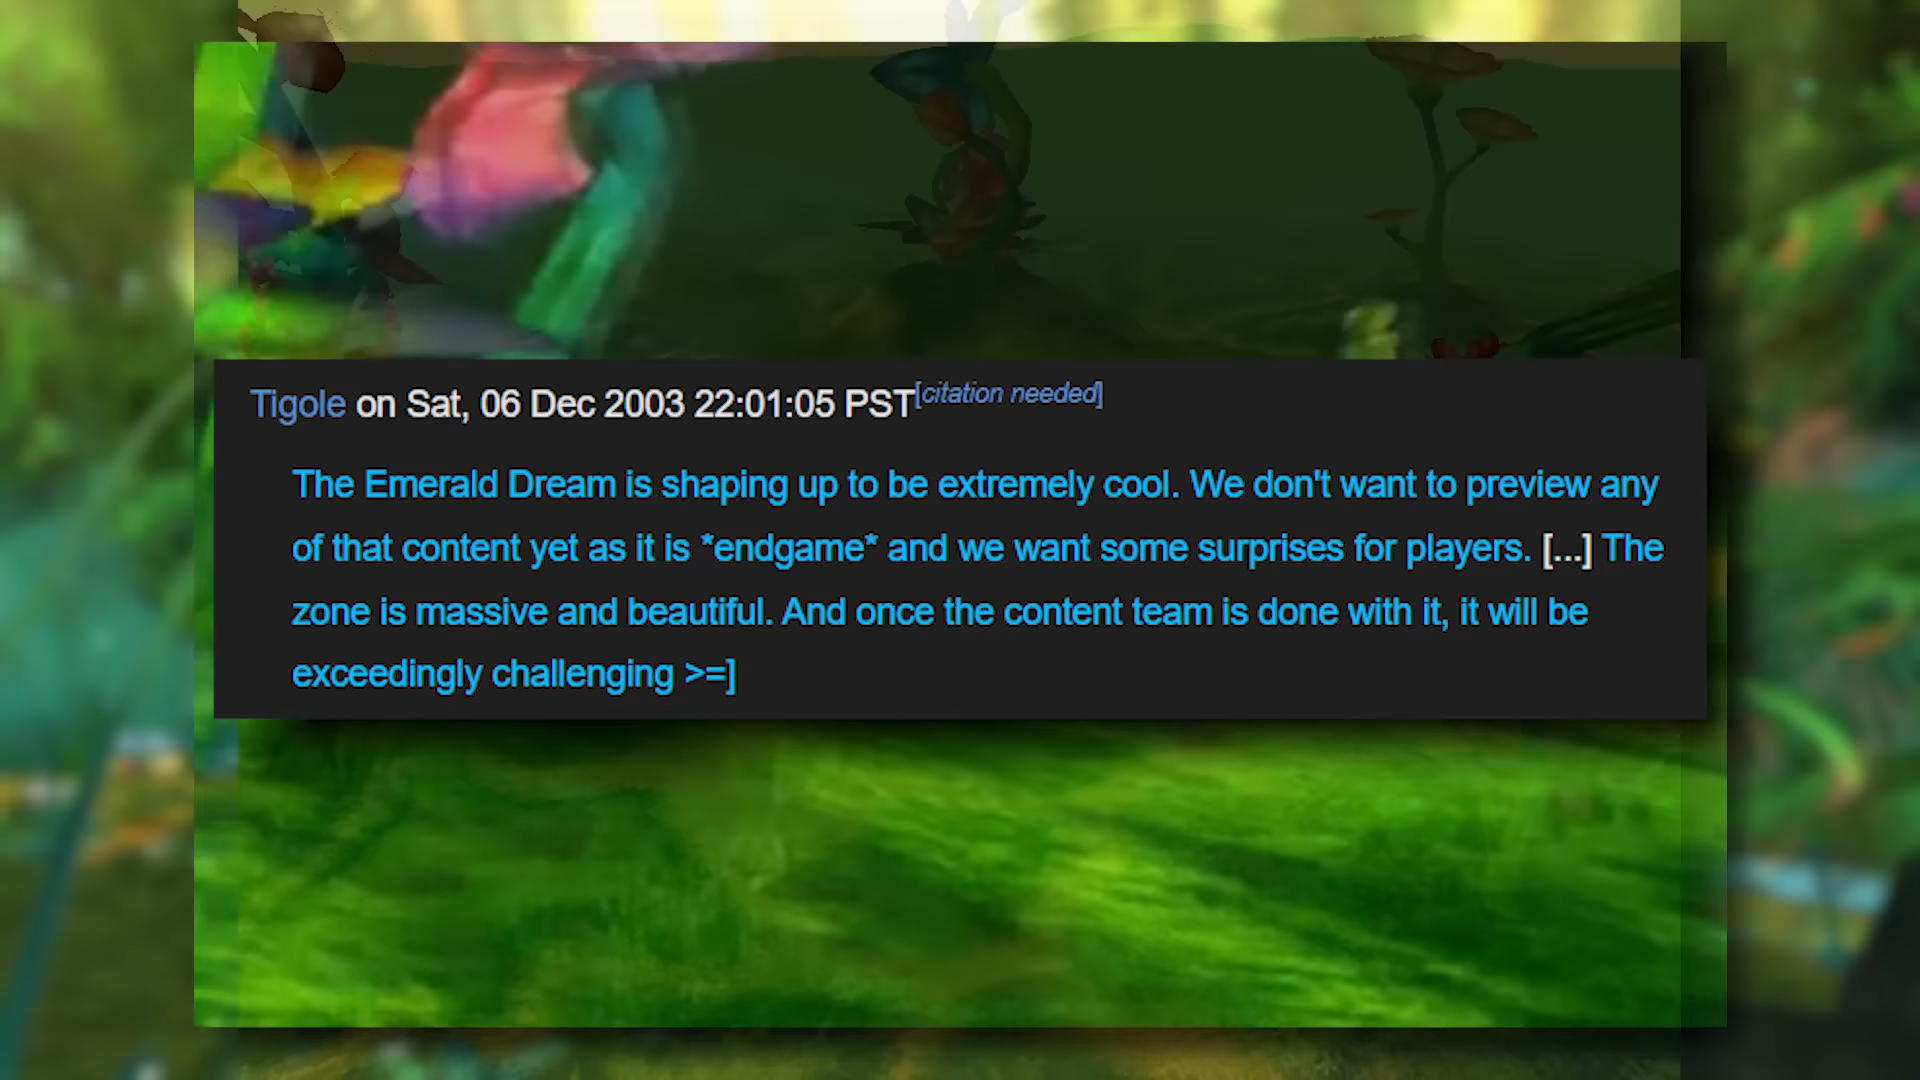 Tigole on Sat, 06 Dec 2003 22:01:05 PST[citation needed]
The Emerald Dream is shaping up to be extremely cool. We don't want to preview any
of that content yet as it is *endgame* and we want some surprises for players. [...] The
zone is massive and beautiful. And once the content team is done with it, it will be
exceedingly challenging >=]